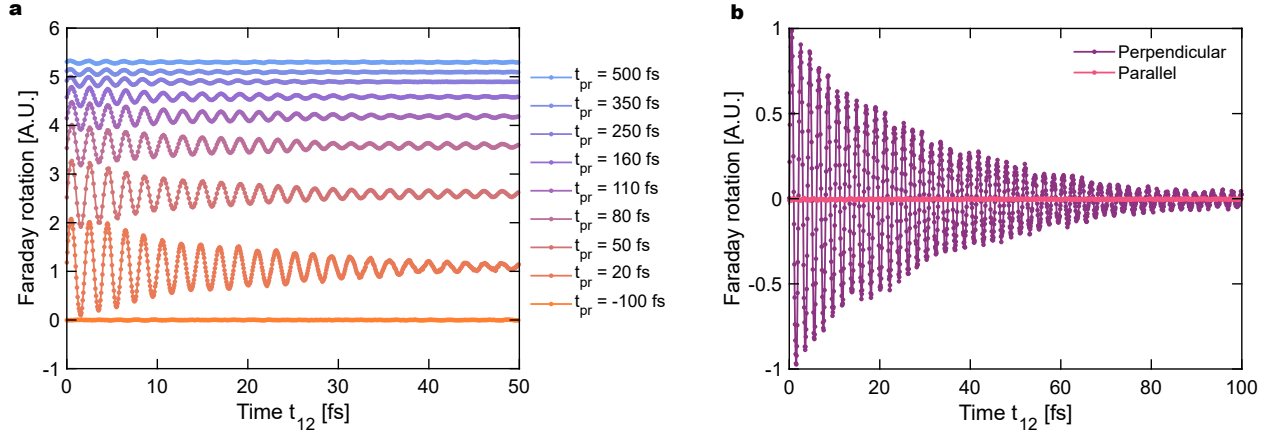 a
6
5
4
3
2
1
0
-1
Faraday rotation [A.U.]
0
10
20
30
40
50
Time t12 [fs]
tpr = 500 fs
tpr = 350 fs
tpr = 250 fs
tpr = 160 fs
tpr = 110 fs
tpr = 80 fs
tpr = 50 fs
tpr = 20 fs
tpr = -100 fs
b
1
0.5
0
-0.5
-1
Faraday rotation [A.U.]
Perpendicular
Parallel
0
20
40
60
80
100
Time t12 [fs]